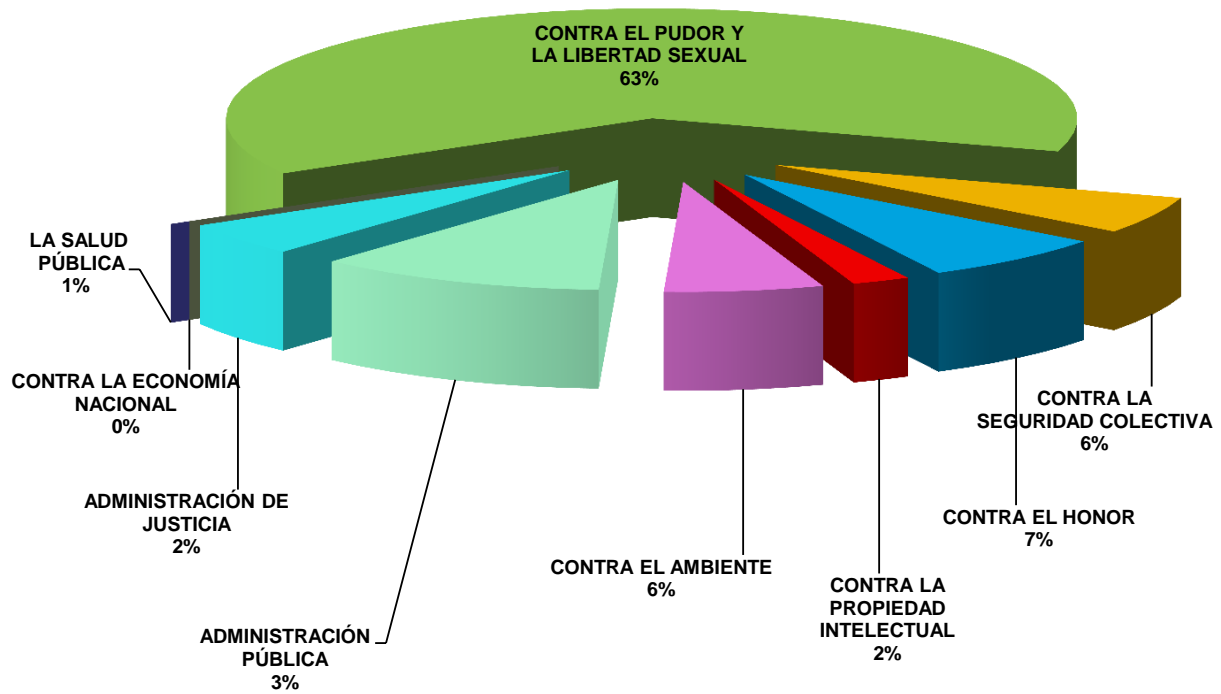 CONTRA EL PUDOR Y
LA LIBERTAD SEXUAL
63%
LA SALUD
PÚBLICA
1%
CONTRA LA ECONOMÍA
NACIONAL
0%
ADMINISTRACIÓN DE
JUSTICIA
2%
ADMINISTRACIÓN
PÚBLICA
3%
CONTRA EL AMBIENTE
6%
CONTRA LA
PROPIEDAD
INTELECTUAL
2%
CONTRA EL HONOR
7%
CONTRA LA
SEGURIDAD COLECTIVA
6%